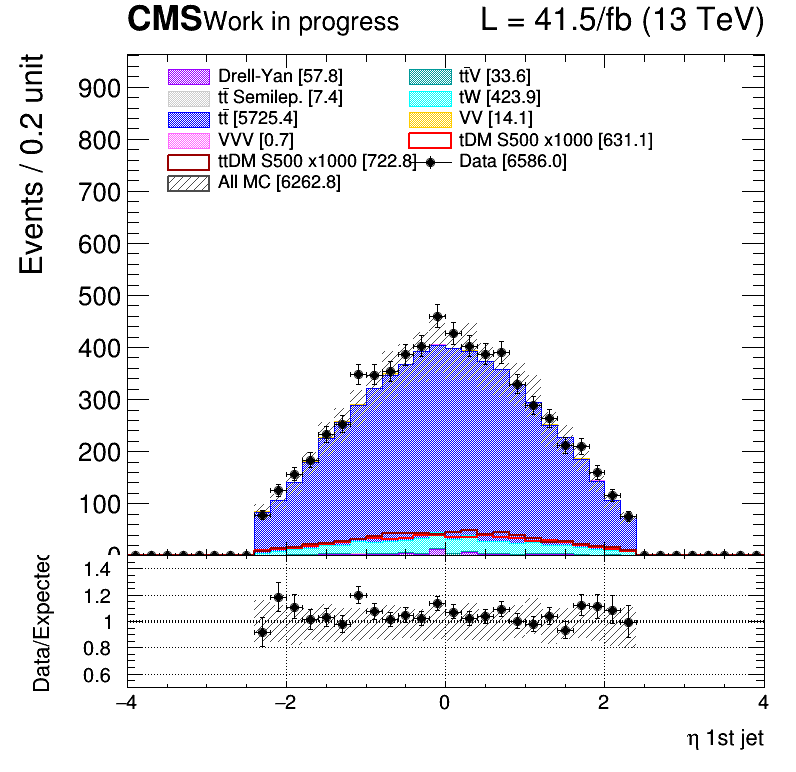 CMS Work in progress L = 41.5/fb (13 TeV)
Events / 0.2 unit
900
800
700
600
500
400
300
200
100
0
Drell-Yan [57.8]
tt̄ Semilep. [7.4]
tt̄ [5725.4]
VVV [0.7]
ttDM S500 x1000 [722.8]
All MC [6262.8]
tt̄V [33.6]
tW [423.9]
VV [14.1]
tDM S500 x1000 [631.1]
Data [6586.0]
Data/Expected
1.4
1.2
1
0.8
0.6
−4 −2 0 2 4
η 1st jet